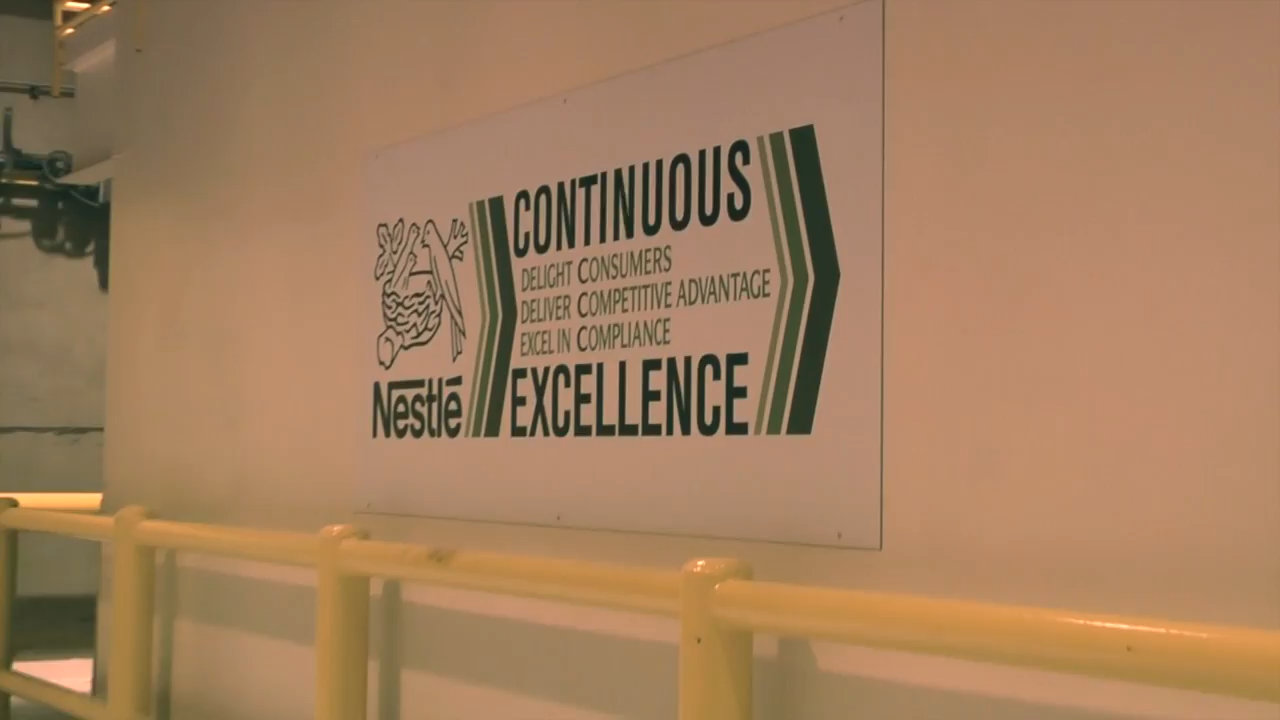 CONTINUOUS
DELIGHT CONSUMERS
DELIVER COMPETITIVE ADVANTAGE
EXCEL IN COMPLIANCE
EXCELLENCE
Nestlé